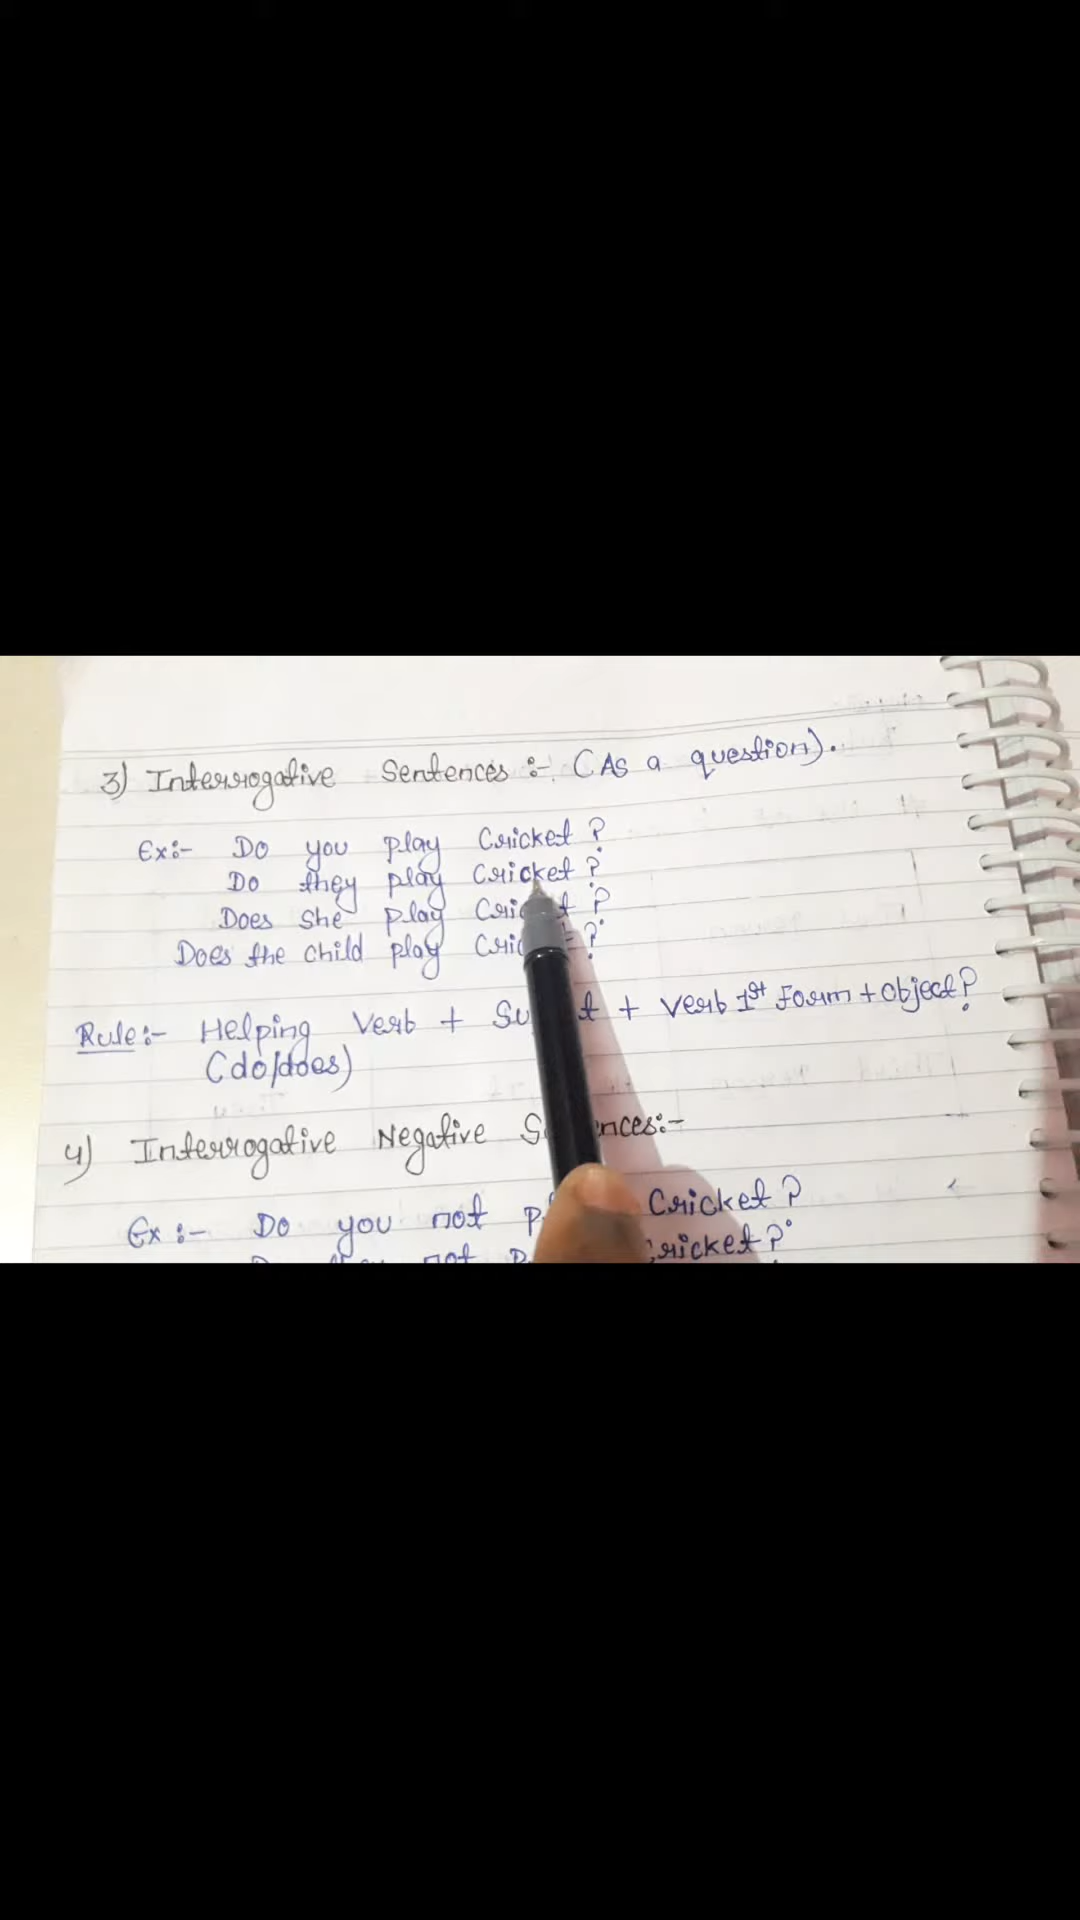 3) Interrogative Sentences :- (As a question).
Ex:- Do you play Cricket ?
Do they play Cricket ?
Does she play ?
Does the child play ?
Rule:- Helping Verb + + Verb 1st Form + Object ?
(do/does)
4) Interrogative Negative :-
Ex :- Do you not Cricket ?
not Cricket ?